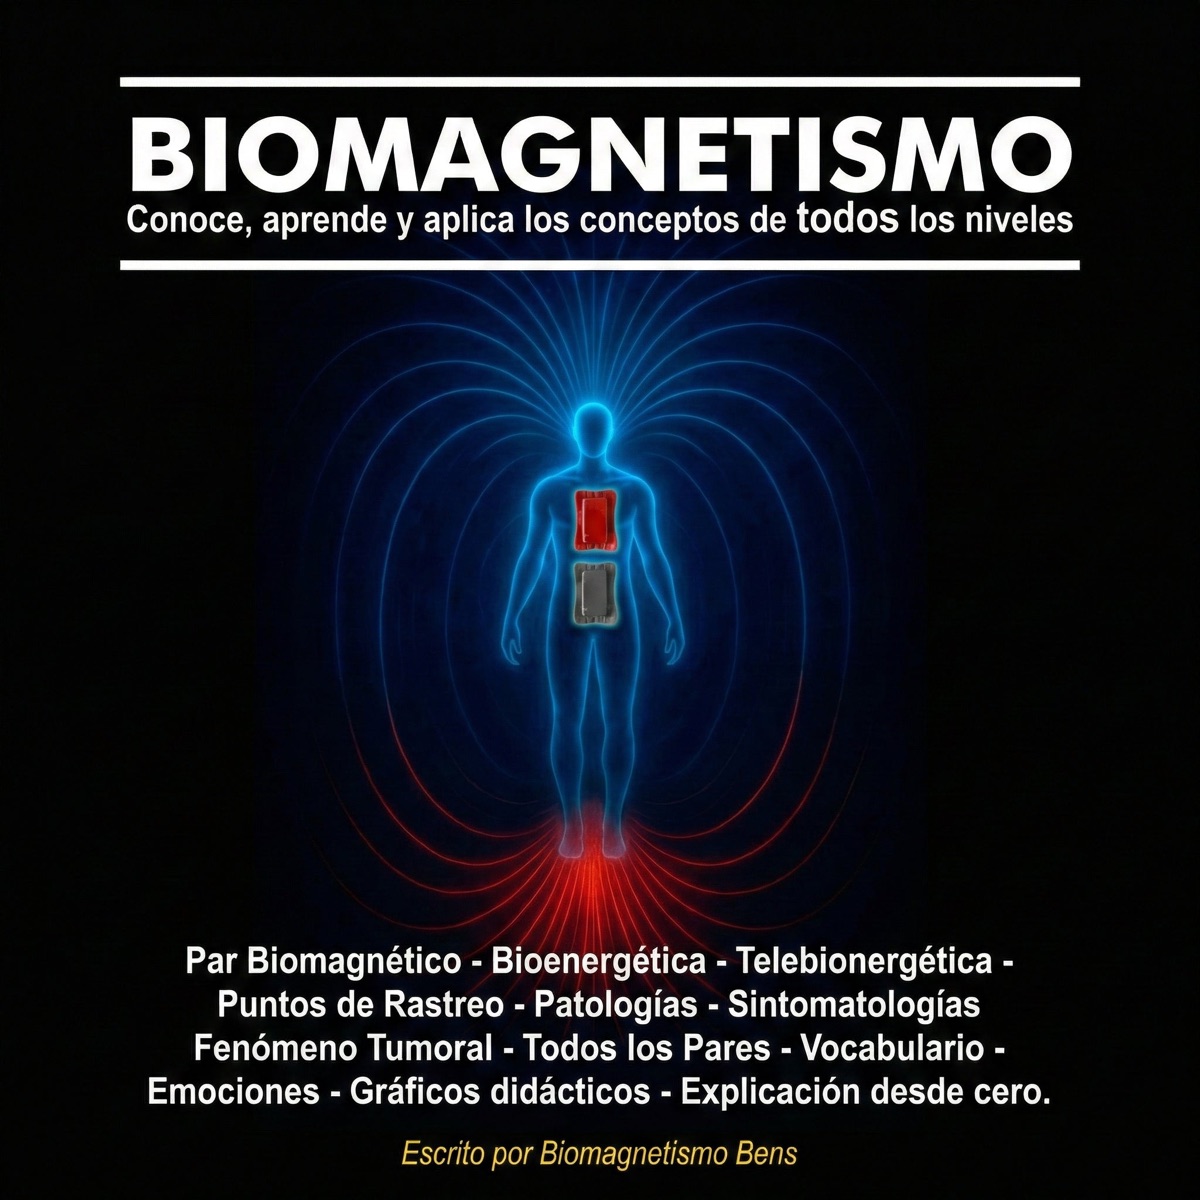 BIOMAGNETISMO
Conoce, aprende y aplica los conceptos de todos los niveles
Par Biomagnético - Bioenergética - Telebionergética -
Puntos de Rastreo - Patologías - Sintomatologías
Fenómeno Tumoral - Todos los Pares - Vocabulario -
Emociones - Gráficos didácticos - Explicación desde cero.
Escrito por Biomagnetismo Bens